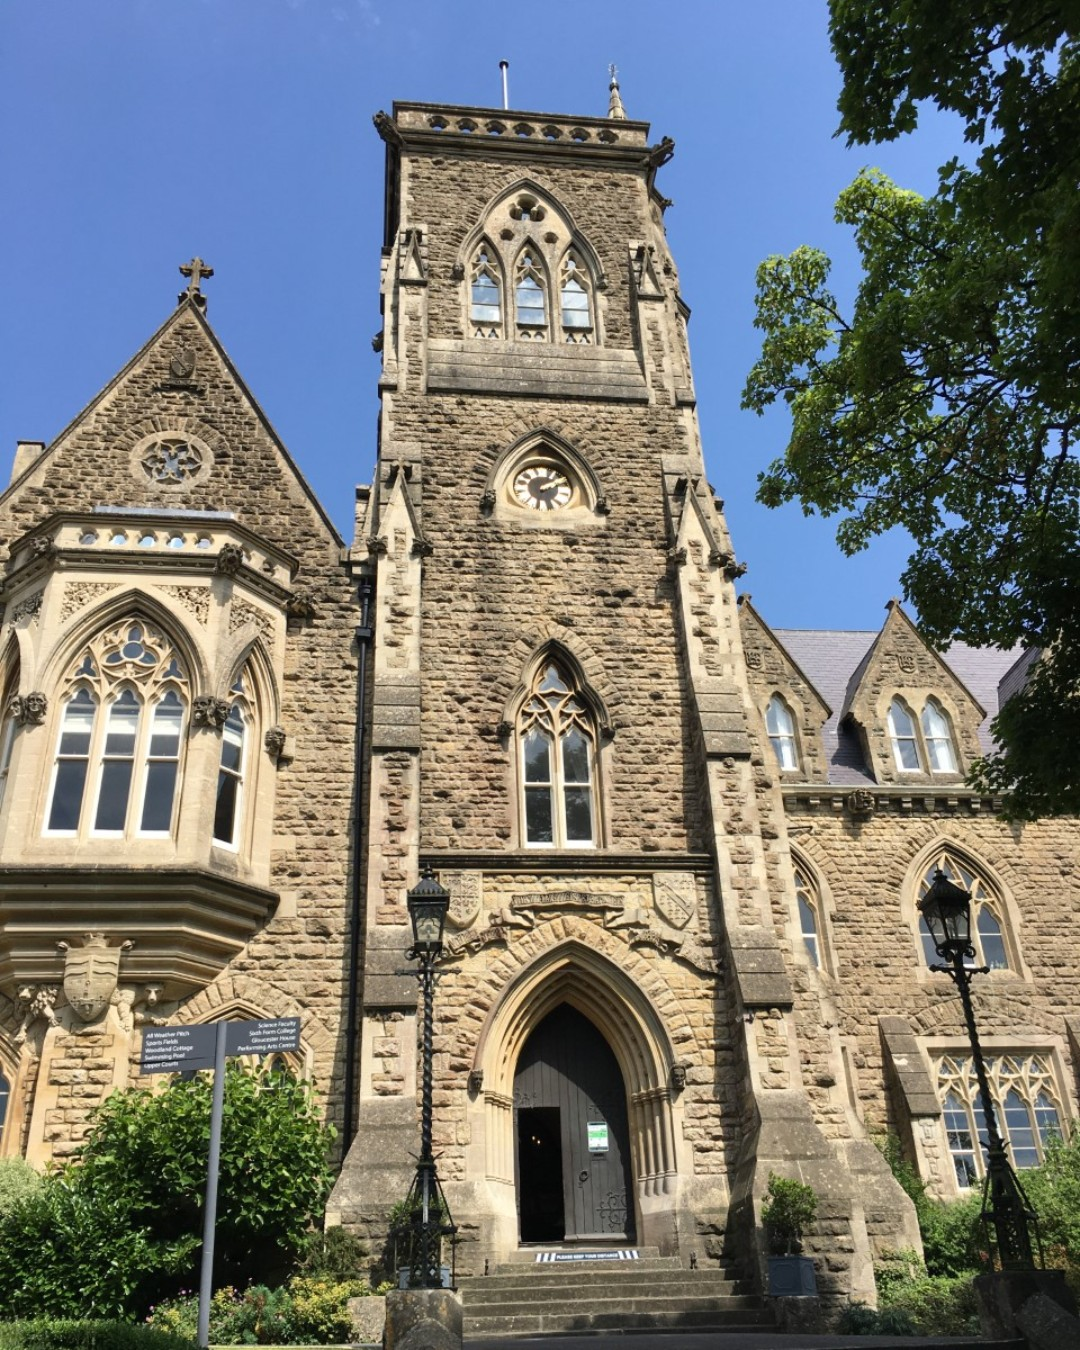 All Weather Pitch
Sports Fields
Woodland Cottage
Swimming Pool
Upper Courts
Science Faculty
Sixth Form College
Gloucester House
Performing Arts Centre
PLEASE KEEP YOUR DISTANCE